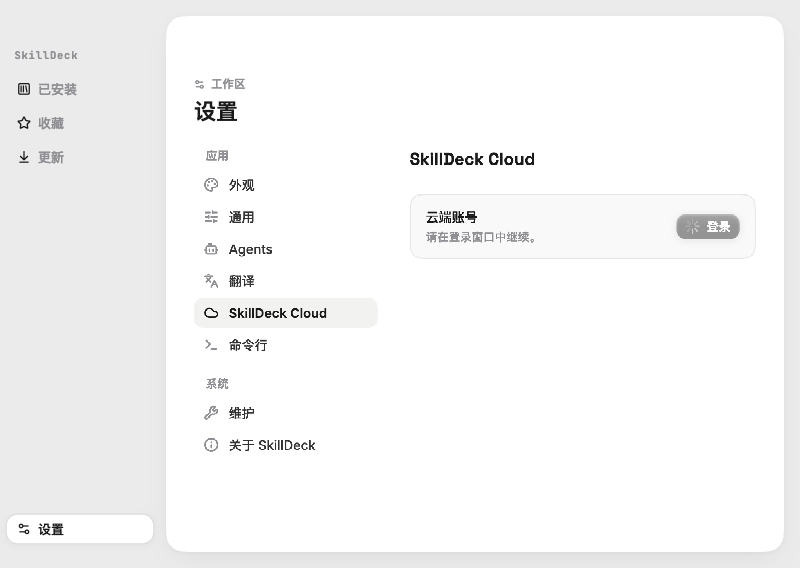 SkillDeck
已安装
收藏
更新
设置
工作区
设置
应用
外观
通用
Agents
翻译
SkillDeck Cloud
命令行
系统
维护
关于 SkillDeck
SkillDeck Cloud
云端账号
请在登录窗口中继续。
登录